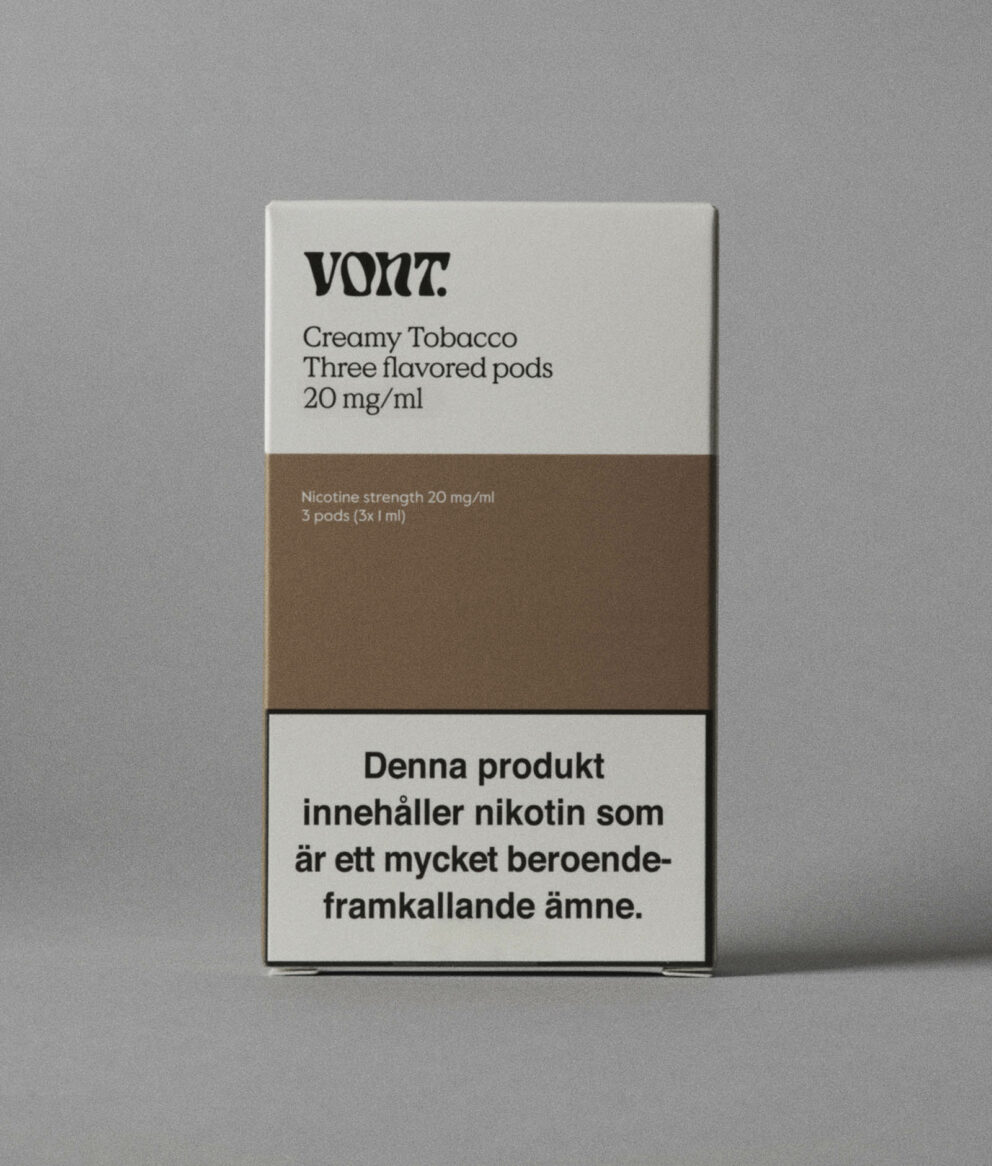 VONT.
Creamy Tobacco
Three flavored pods
20 mg/ml
Nicotine strength 20 mg/ml
3 pods (3x 1 ml)
Denna produkt
innehåller nikotin som
är ett mycket beroende-
framkallande ämne.